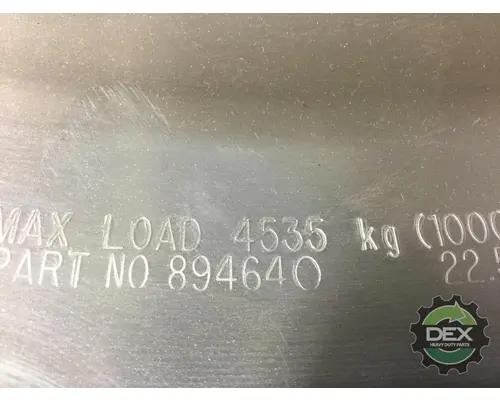 MAX LOAD 4535 kg (1000
PART NO 894640 22.5
DEX
HEAVY DUTY PARTS